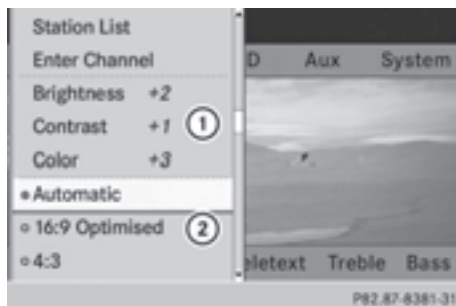 Station List
Enter Channel
Brightness +2
Contrast +1 1
Color +3
Automatic
16:9 Optimised 2
4:3
D Aux System
eletext Treble Bass
P82.87-8381-31